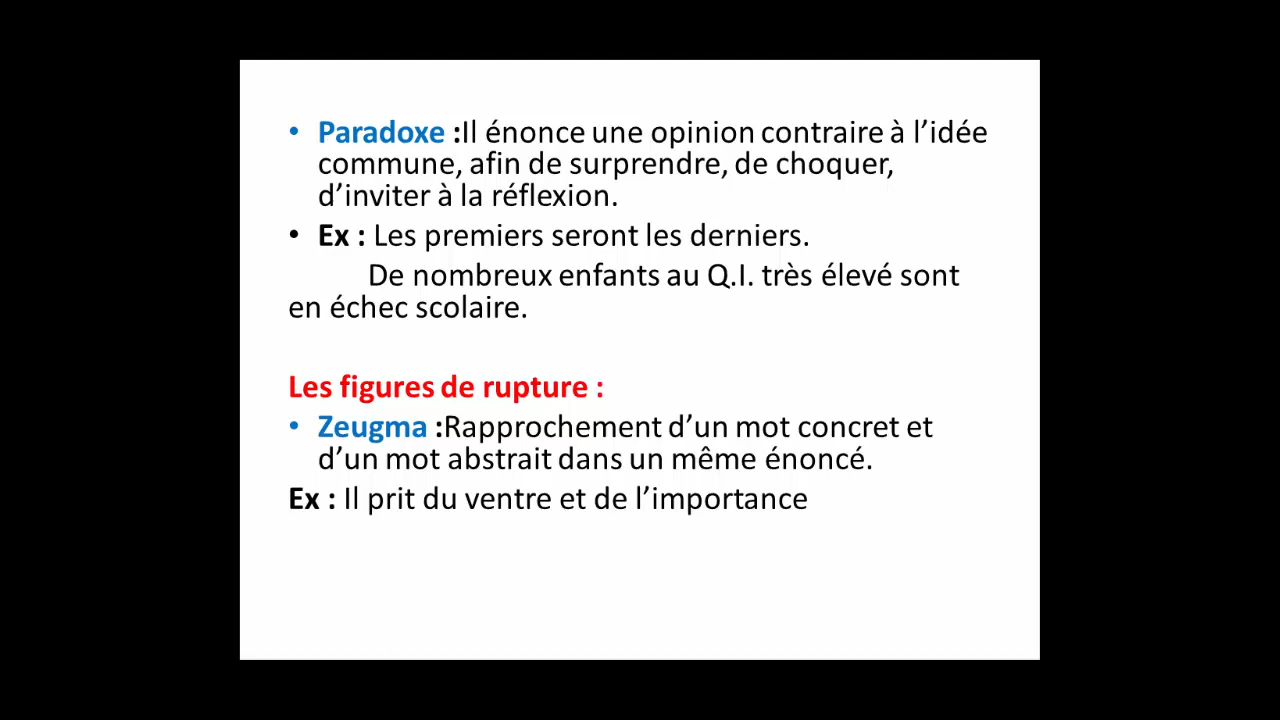 • Paradoxe :Il énonce une opinion contraire à l’idée
commune, afin de surprendre, de choquer,
d’inviter à la réflexion.
• Ex : Les premiers seront les derniers.
De nombreux enfants au Q.I. très élevé sont
en échec scolaire.
Les figures de rupture :
• Zeugma :Rapprochement d’un mot concret et
d’un mot abstrait dans un même énoncé.
Ex : Il prit du ventre et de l’importance